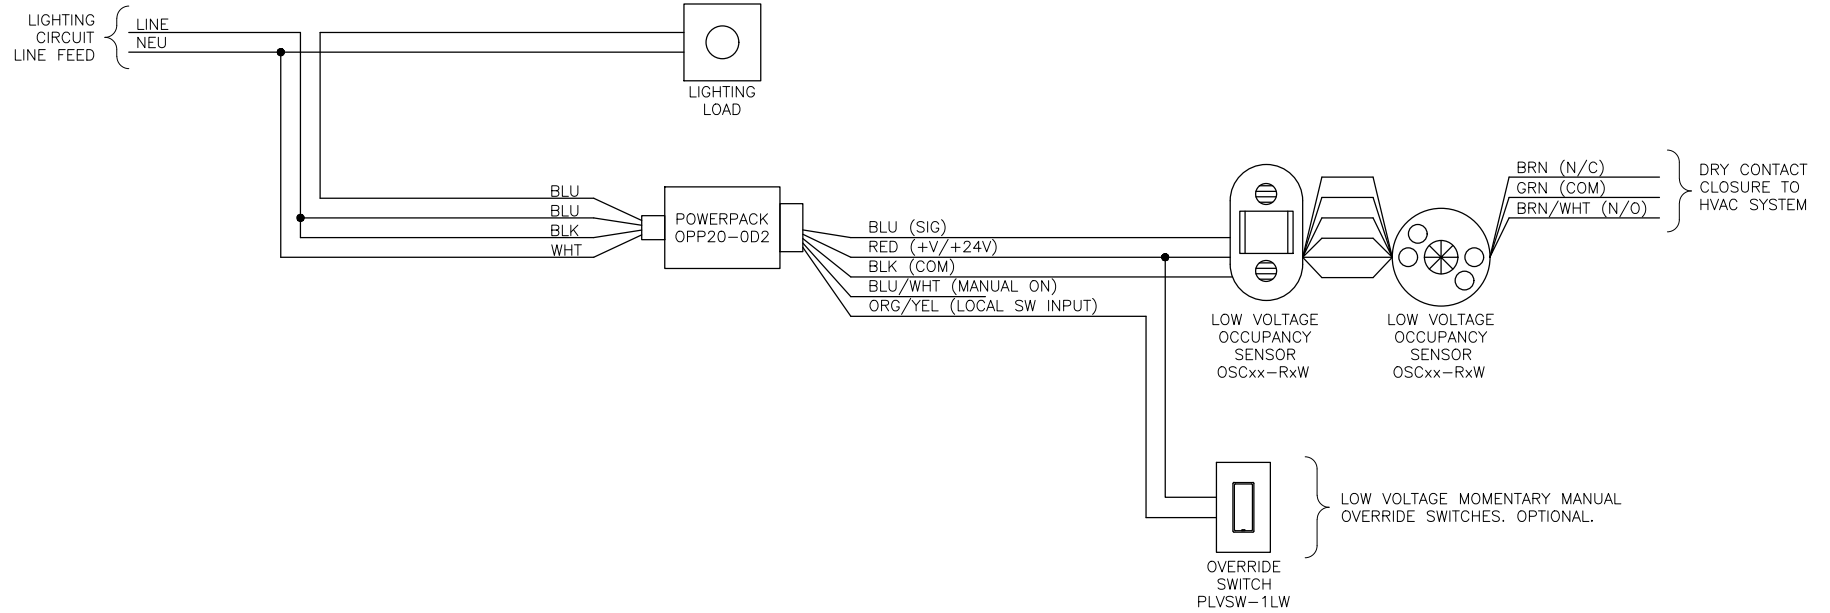 LIGHTING
CIRCUIT
LINE FEED
LINE
NEU
LIGHTING
LOAD
BLU
BLU
BLK
WHT
POWERPACK
OPP20-0D2
BLU (SIG)
RED (+V/+24V)
BLK (COM)
BLU/WHT (MANUAL ON)
ORG/YEL (LOCAL SW INPUT)
LOW VOLTAGE
OCCUPANCY
SENSOR
OSCxx-RxW
LOW VOLTAGE
OCCUPANCY
SENSOR
OSCxx-RxW
BRN (N/C)
GRN (COM)
BRN/WHT (N/O)
DRY CONTACT
CLOSURE TO
HVAC SYSTEM
LOW VOLTAGE MOMENTARY MANUAL
OVERRIDE SWITCHES. OPTIONAL.
OVERRIDE
SWITCH
PLVSW-1LW